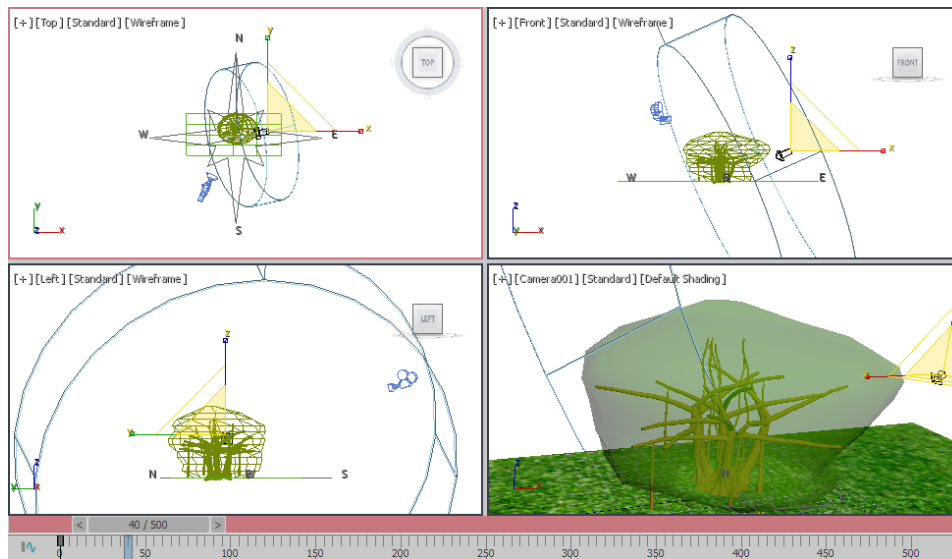 [+] [Top] [Standard] [Wireframe]
N
y
TOP
W
E
x
S
y
z
x
[+] [Front] [Standard] [Wireframe]
z
FRONT
x
W
N
E
z
y
x
[+] [Left] [Standard] [Wireframe]
LEFT
z
y
N
S
z
y
x
[+] [Camera001] [Standard] [Default Shading]
x
N
z
x
< 40 / 500 >
0 50 100 150 200 250 300 350 400 450 500